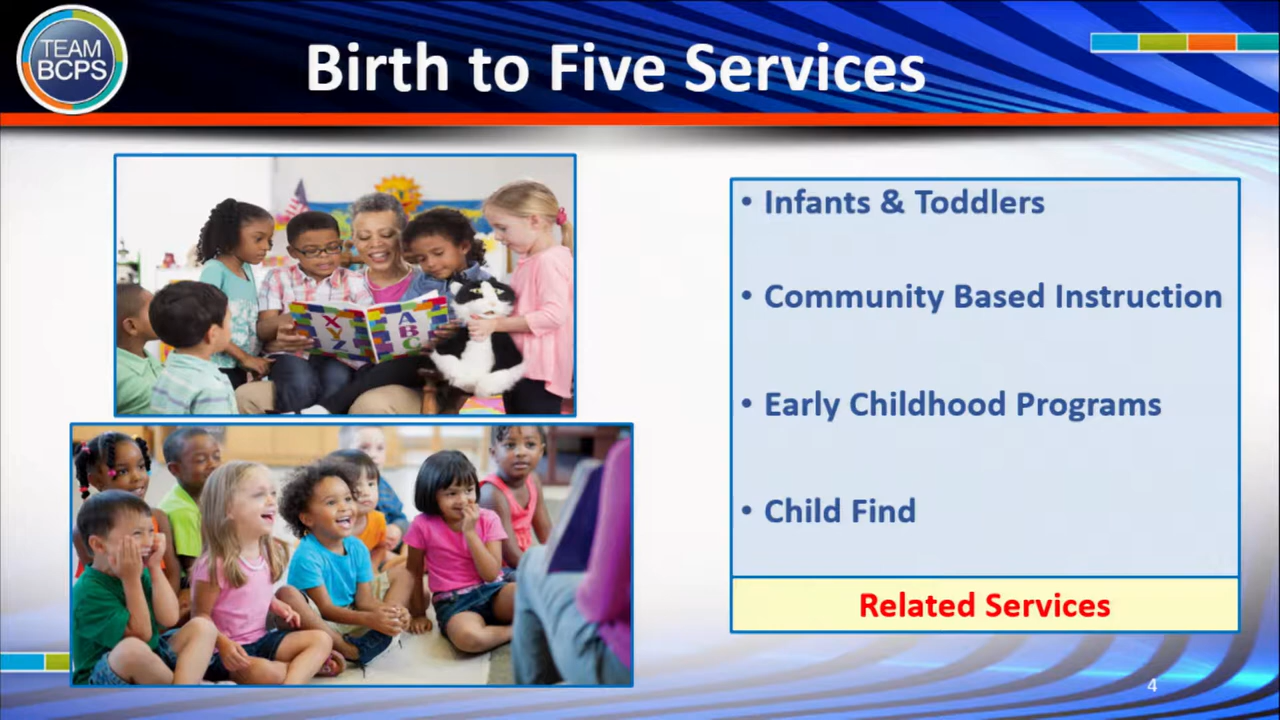 TEAM
BCPS
Birth to Five Services
X
Y
Z
A
B
C
• Infants & Toddlers
• Community Based Instruction
• Early Childhood Programs
• Child Find
Related Services
4